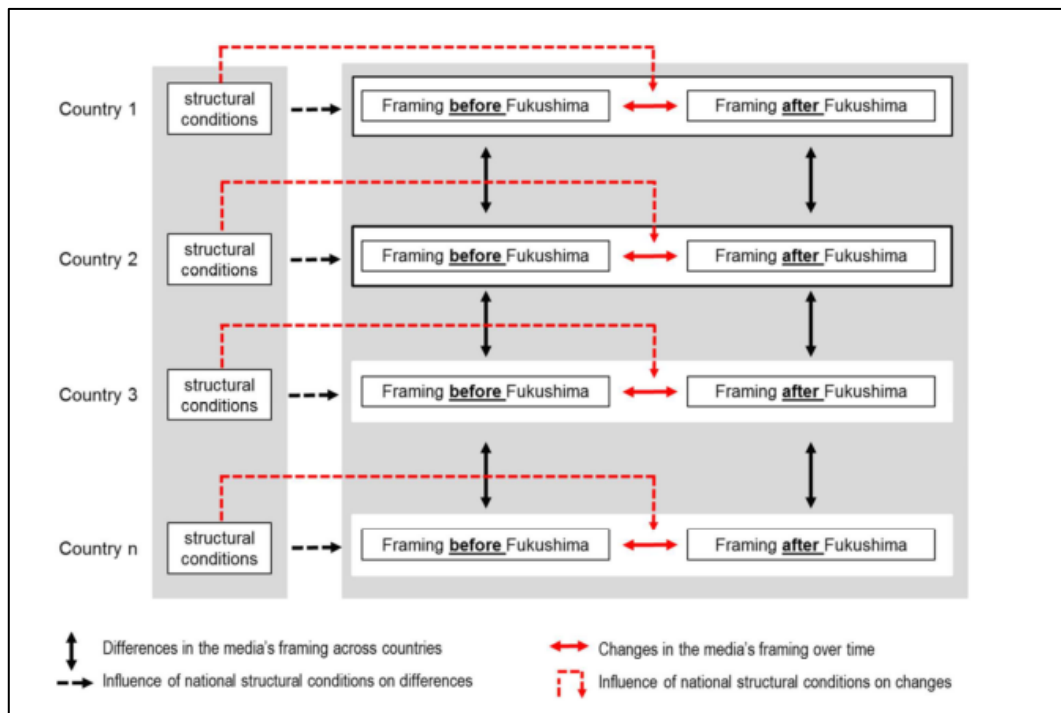 Country 1
structural
conditions
Framing before Fukushima
Framing after Fukushima
Country 2
structural
conditions
Framing before Fukushima
Framing after Fukushima
Country 3
structural
conditions
Framing before Fukushima
Framing after Fukushima
Country n
structural
conditions
Framing before Fukushima
Framing after Fukushima
Differences in the media's framing across countries
Changes in the media's framing over time
Influence of national structural conditions on differences
Influence of national structural conditions on changes